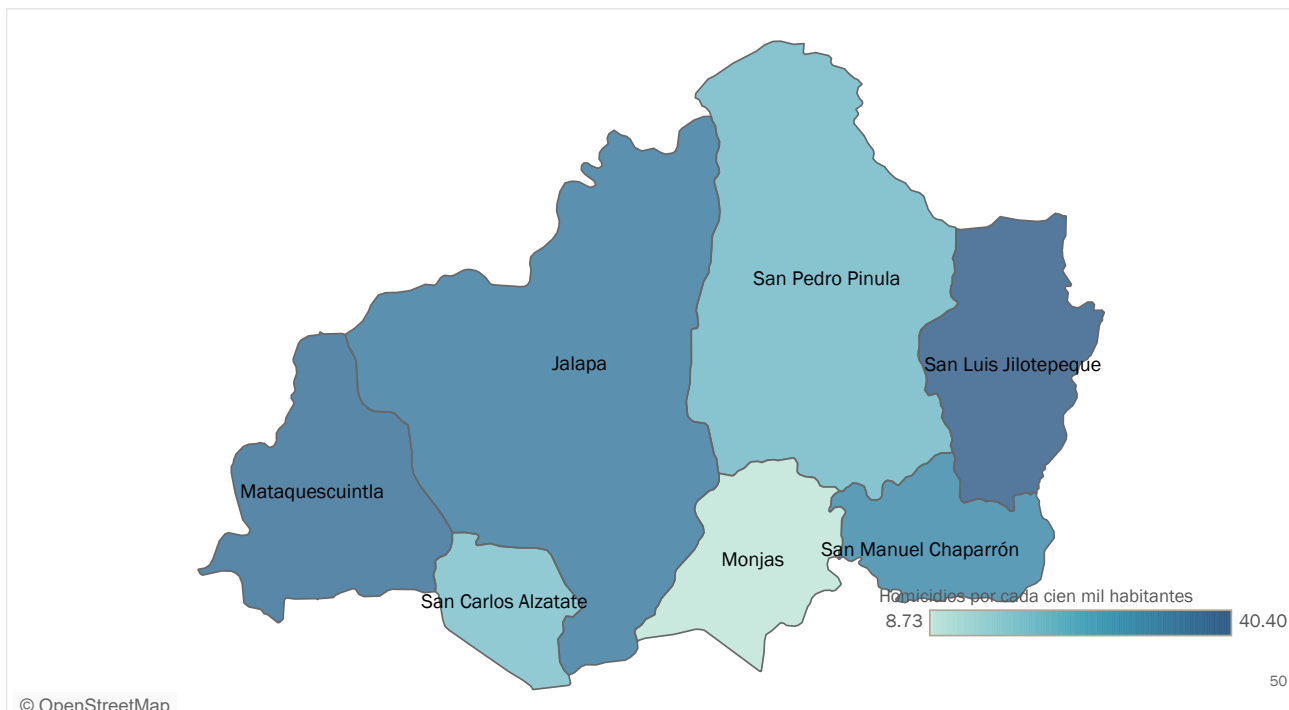 San Pedro Pinula
Jalapa
San Luis Jilotepeque
Mataquescuintla
San Manuel Chaparrón
Monjas
San Carlos Alzatate
Homicidios por cada cien mil habitantes
8.73
40.40
50
© OpenStreetMap